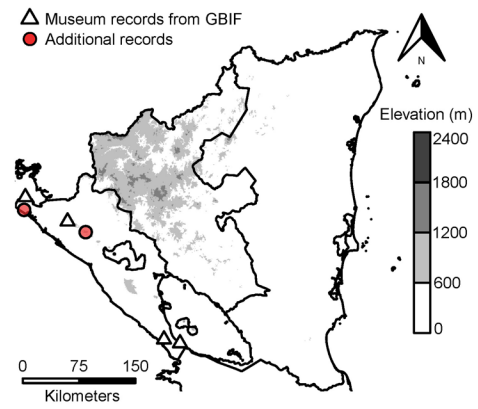 Museum records from GBIF
Additional records
N
Elevation (m)
2400
1800
1200
600
0
0 75 150
Kilometers